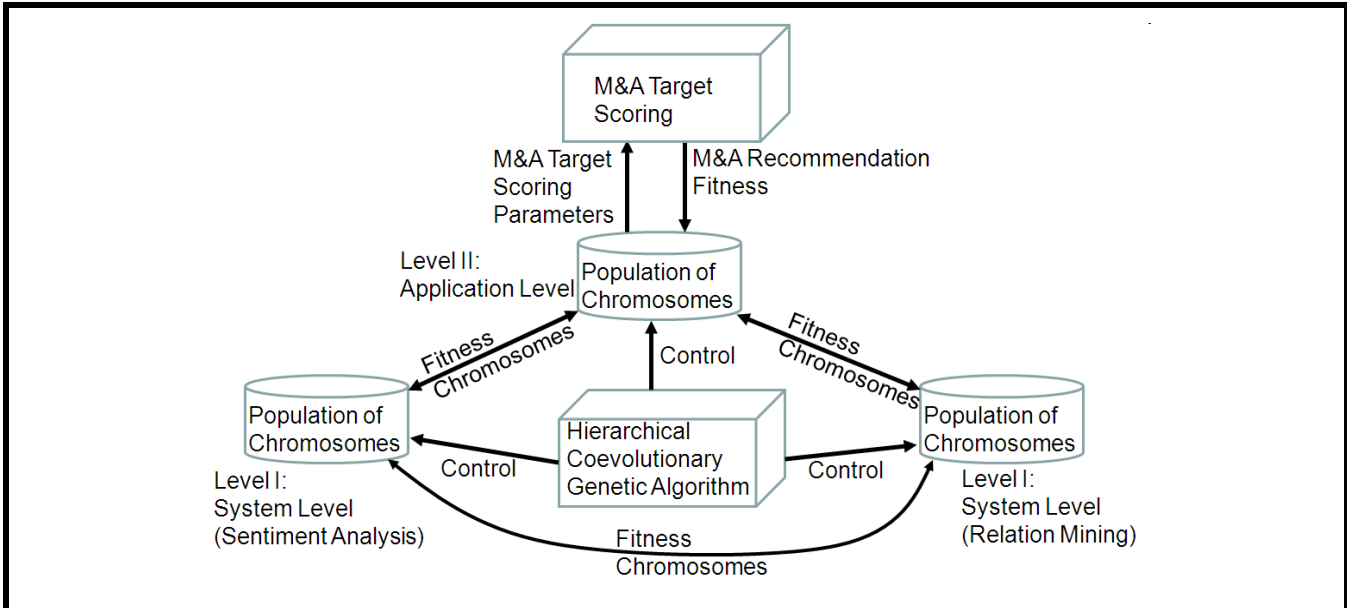 M&A Target
Scoring
M&A Target
Scoring
Parameters
M&A Recommendation
Fitness
Level II:
Application Level
Population of
Chromosomes
Fitness
Chromosomes
Fitness
Chromosomes
Control
Population of
Chromosomes
Hierarchical
Coevolutionary
Genetic Algorithm
Population of
Chromosomes
Control
Control
Level I:
System Level
(Sentiment Analysis)
Level I:
System Level
(Relation Mining)
Fitness
Chromosomes